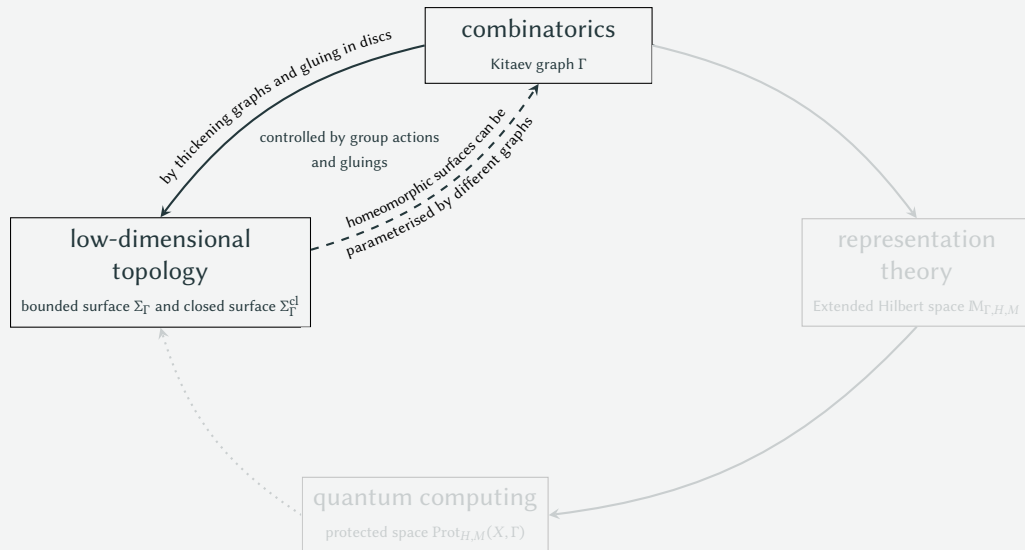 combinatorics
Kitaev graph Γ
by thickening graphs and gluing in discs
controlled by group actions
and gluings
homeomorphic surfaces can be
parameterised by different graphs
low-dimensional
topology
bounded surface Σ_Γ and closed surface Σ_Γ^cl
representation
theory
Extended Hilbert space 𝕄_{Γ,H,M}
quantum computing
protected space Prot_{H,M}(X, Γ)